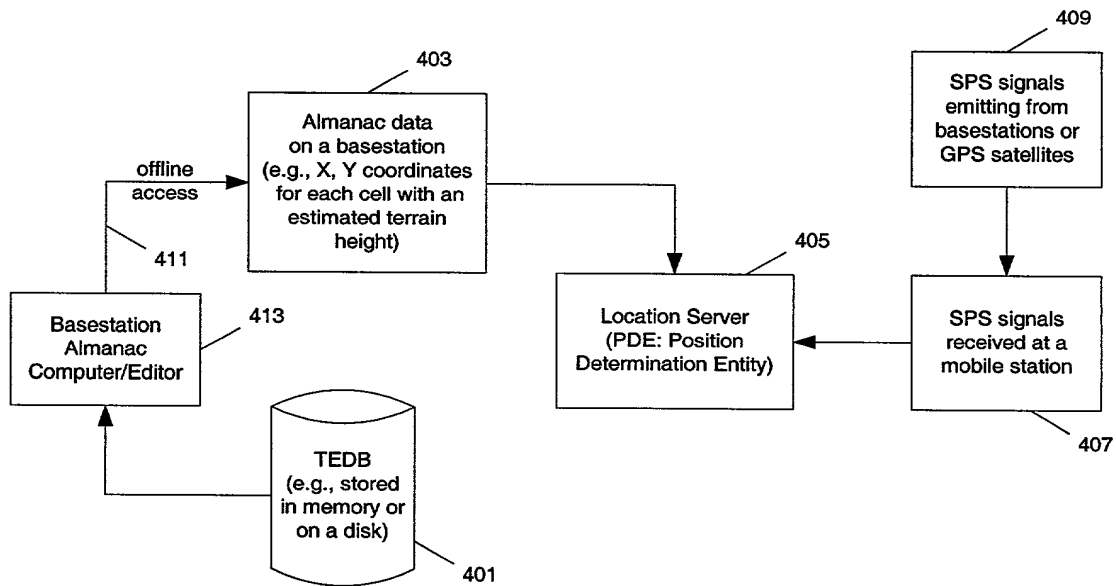 409
403
SPS signals
emitting from
basestations or
GPS satellites
Almanac data
on a basestation
(e.g., X, Y coordinates
for each cell with an
estimated terrain
height)
offline
access
411
405
Basestation
Almanac
Computer/Editor
413
Location Server
(PDE: Position
Determination Entity)
SPS signals
received at a
mobile station
407
TEDB
(e.g., stored
in memory or
on a disk)
401